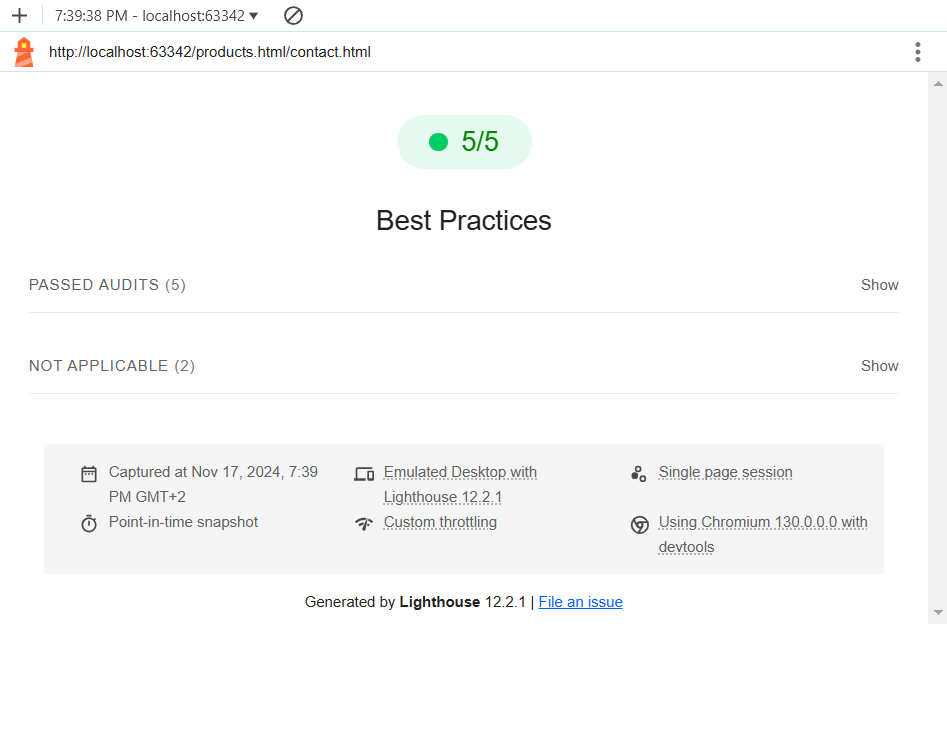 7:39:38 PM - localhost:63342
http://localhost:63342/products.html/contact.html
5/5
Best Practices
PASSED AUDITS (5) Show
NOT APPLICABLE (2) Show
Captured at Nov 17, 2024, 7:39
PM GMT+2
Emulated Desktop with
Lighthouse 12.2.1
Single page session
Point-in-time snapshot
Custom throttling
Using Chromium 130.0.0.0 with
devtools
Generated by Lighthouse 12.2.1 | File an issue